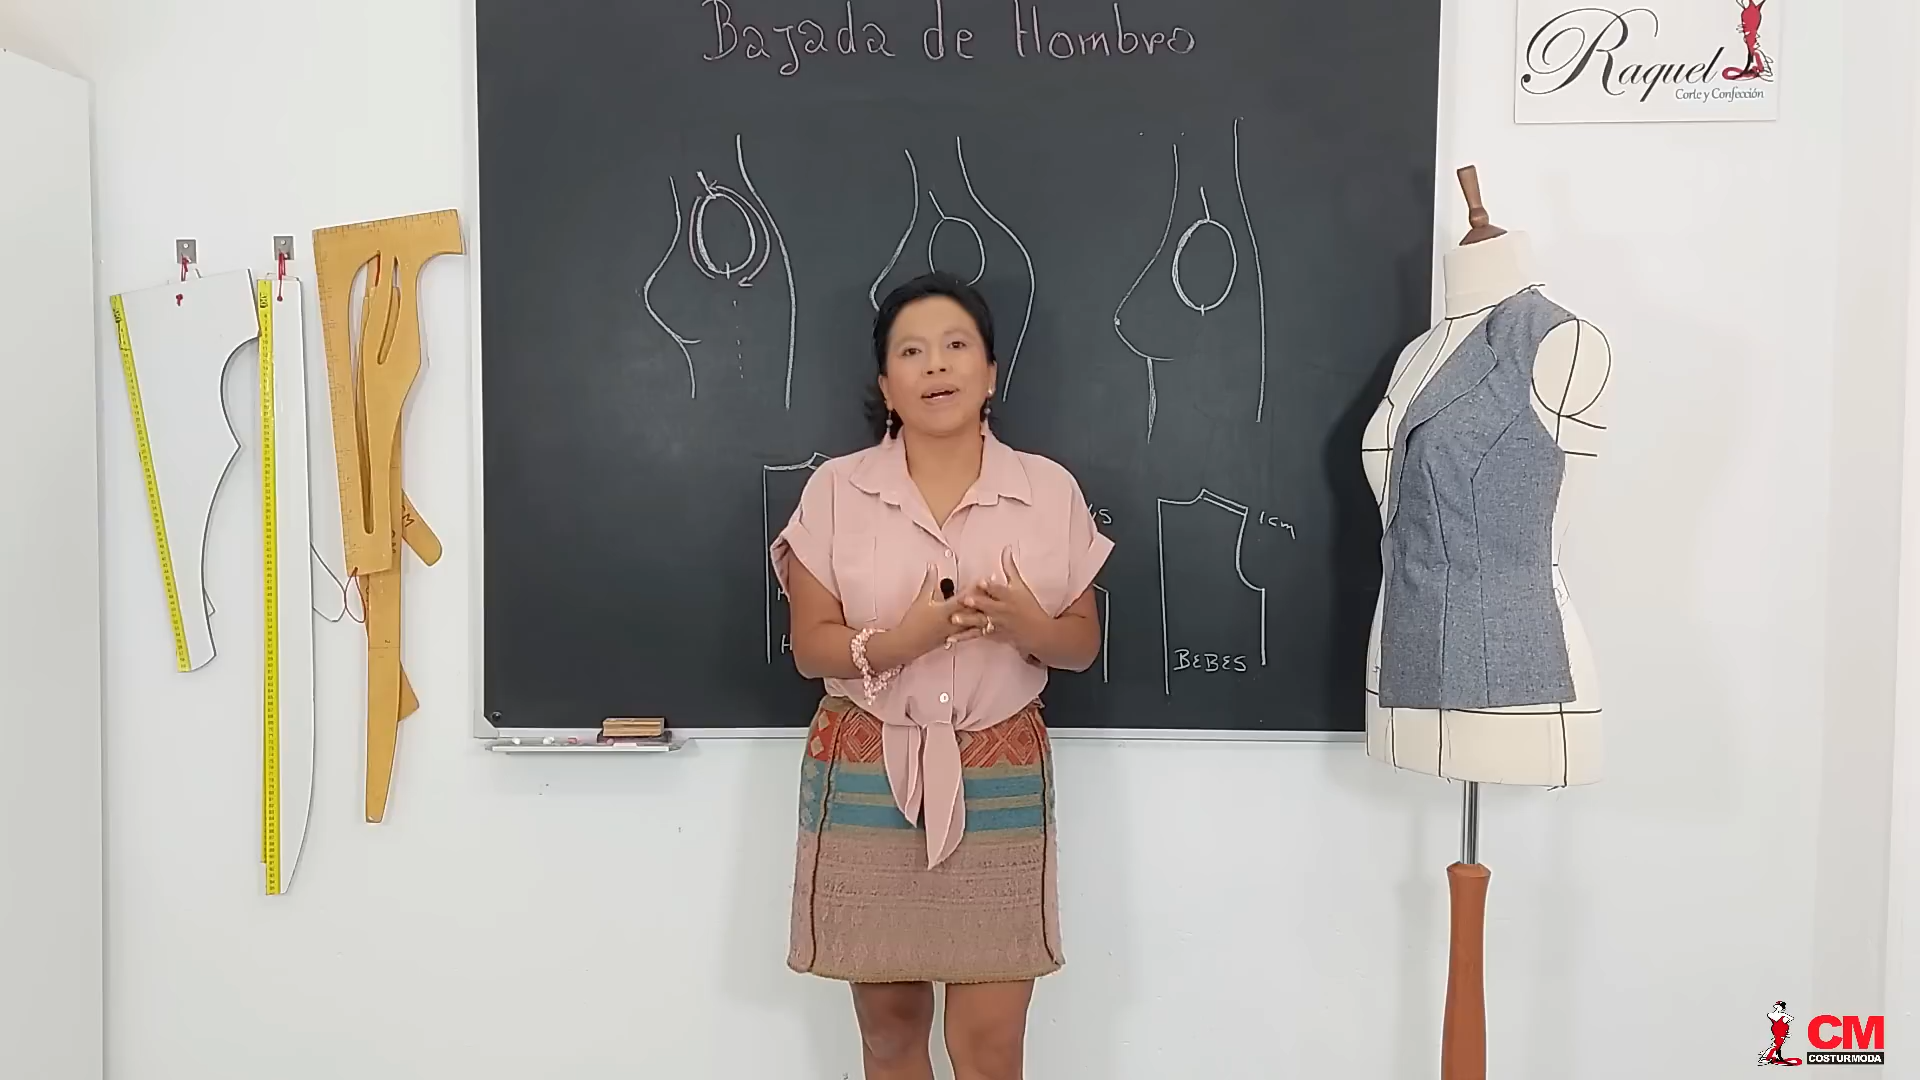 Bajada de Hombro
Raquel
Corte y Confección
1cm
BEBES
CM
COSTURMODA